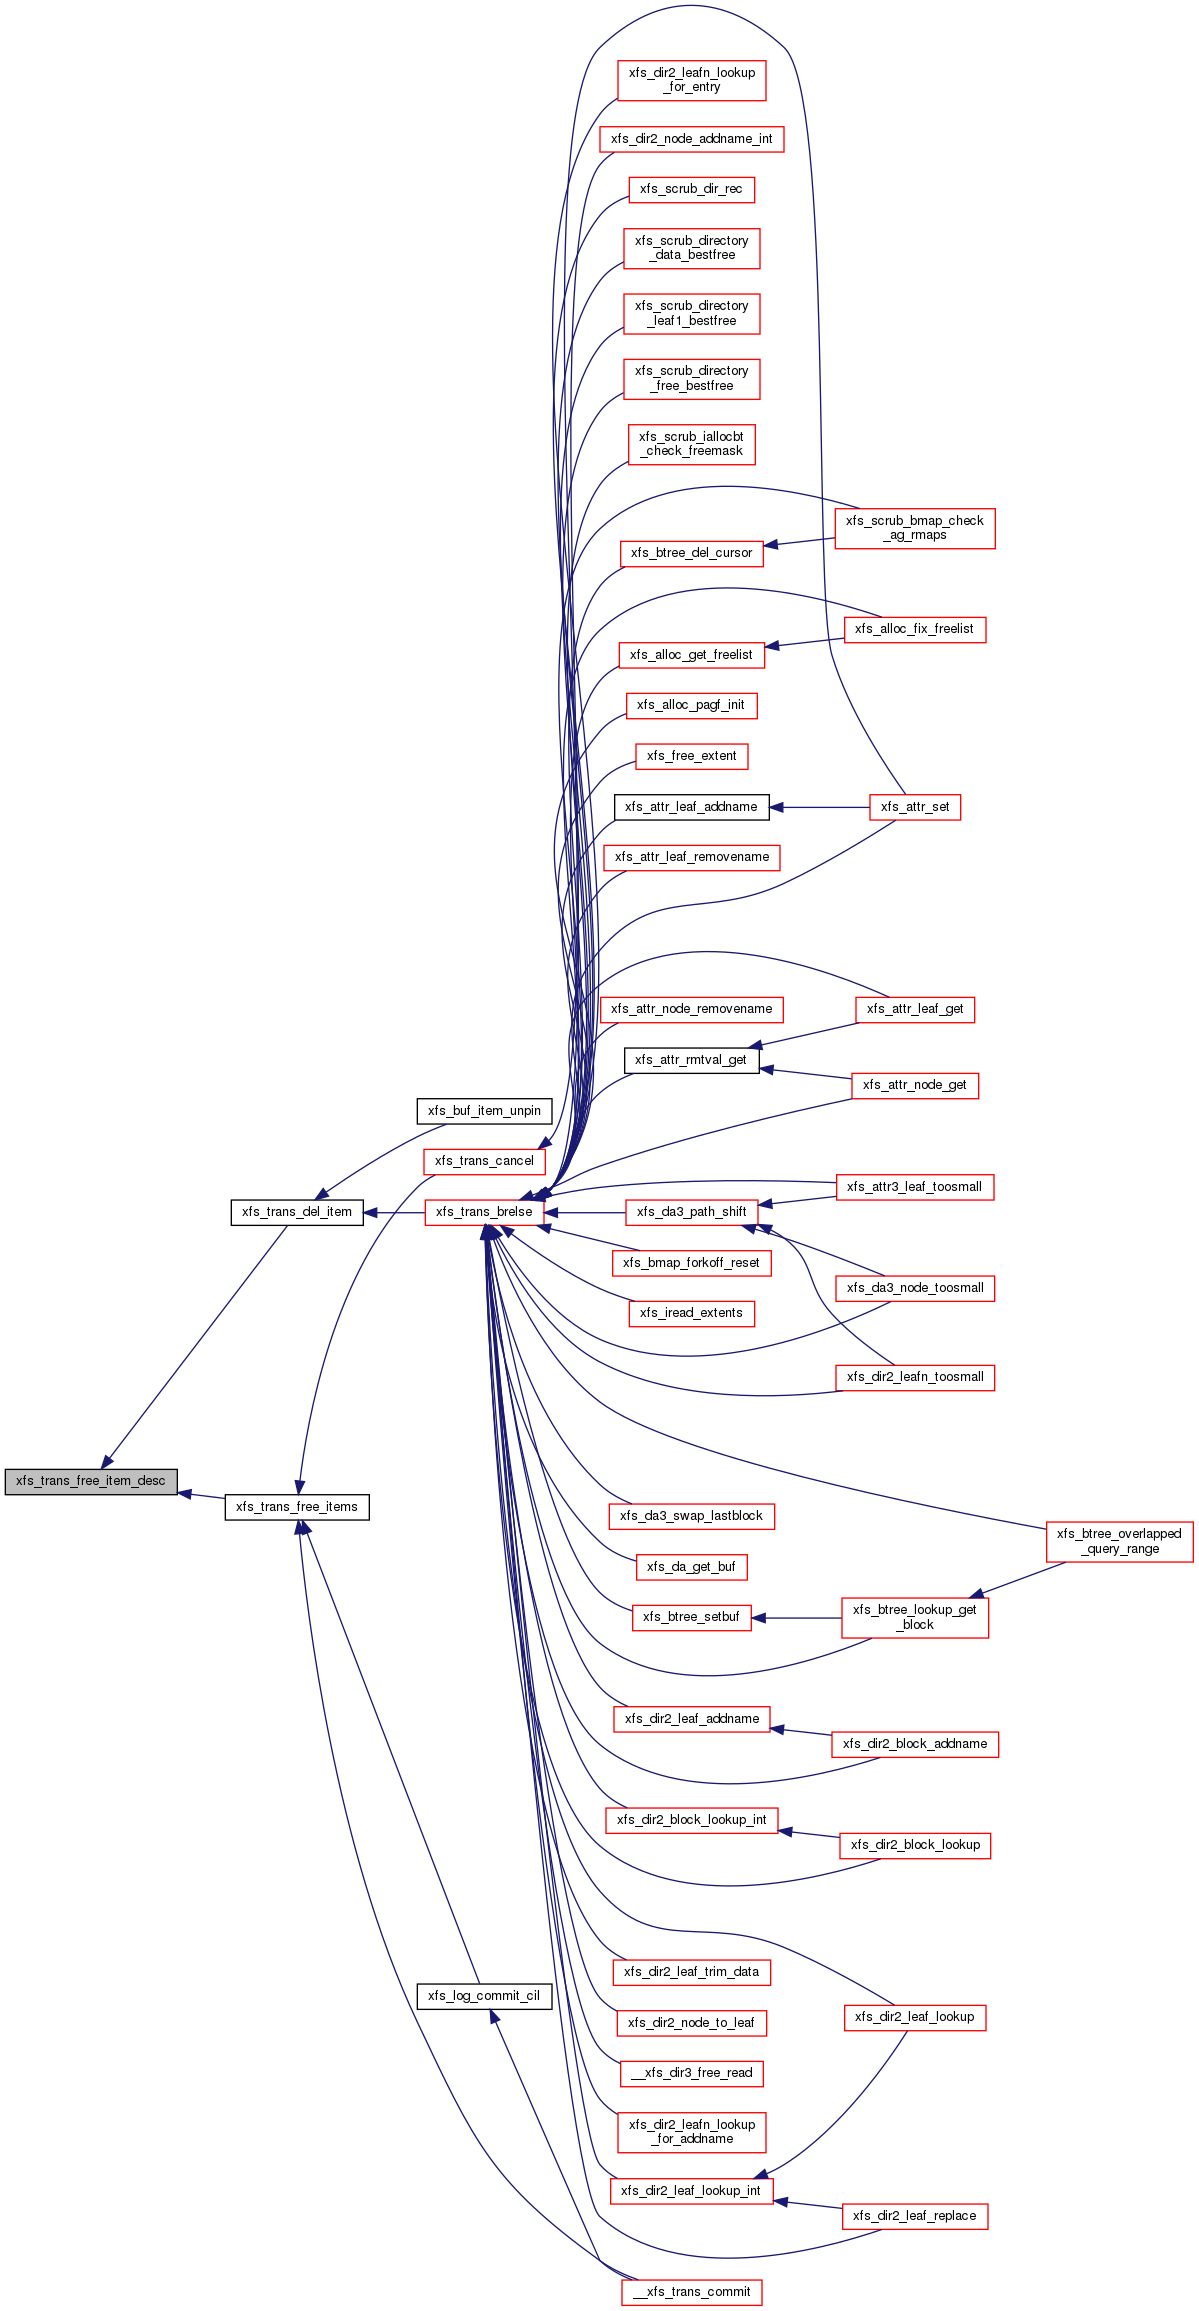 xfs_dir2_leafn_lookup
_for_entry
xfs_dir2_node_addname_int
xfs_scrub_dir_rec
xfs_scrub_directory
_data_bestfree
xfs_scrub_directory
_leaf1_bestfree
xfs_scrub_directory
_free_bestfree
xfs_scrub_iallocbt
_check_freemask
xfs_scrub_bmap_check
_ag_rmaps
xfs_btree_del_cursor
xfs_alloc_fix_freelist
xfs_alloc_get_freelist
xfs_alloc_pagf_init
xfs_free_extent
xfs_attr_leaf_addname
xfs_attr_set
xfs_attr_leaf_removename
xfs_attr_node_removename
xfs_attr_leaf_get
xfs_attr_rmtval_get
xfs_attr_node_get
xfs_buf_item_unpin
xfs_trans_cancel
xfs_attr3_leaf_toosmall
xfs_trans_del_item
xfs_trans_brelse
xfs_da3_path_shift
xfs_bmap_forkoff_reset
xfs_da3_node_toosmall
xfs_iread_extents
xfs_dir2_leafn_toosmall
xfs_trans_free_item_desc
xfs_trans_free_items
xfs_da3_swap_lastblock
xfs_btree_overlapped
_query_range
xfs_da_get_buf
xfs_btree_setbuf
xfs_btree_lookup_get
_block
xfs_dir2_leaf_addname
xfs_dir2_block_addname
xfs_dir2_block_lookup_int
xfs_dir2_block_lookup
xfs_dir2_leaf_trim_data
xfs_log_commit_cil
xfs_dir2_node_to_leaf
xfs_dir2_leaf_lookup
__xfs_dir3_free_read
xfs_dir2_leafn_lookup
_for_addname
xfs_dir2_leaf_lookup_int
xfs_dir2_leaf_replace
__xfs_trans_commit